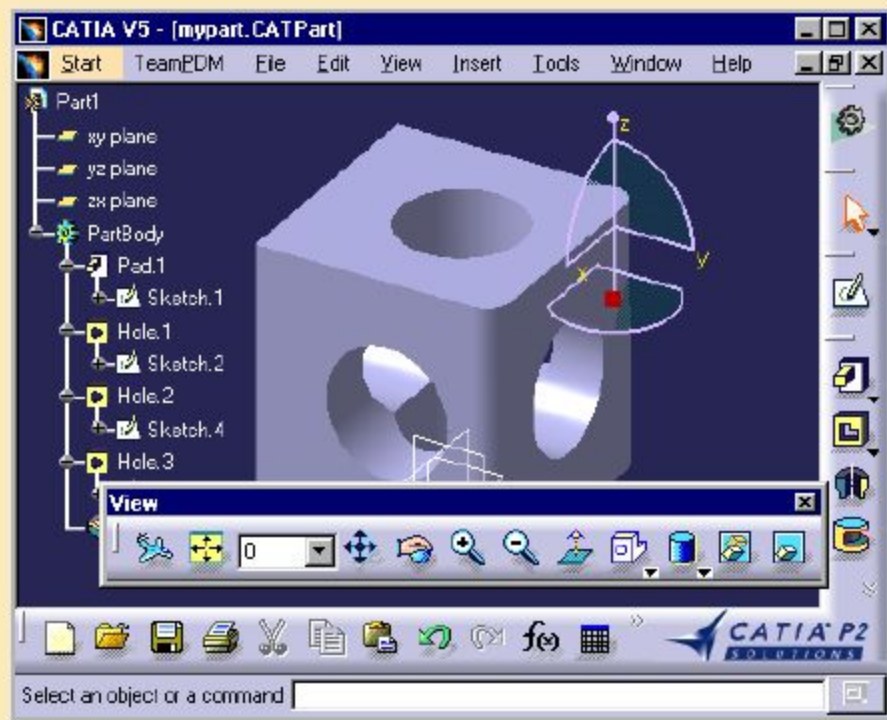 CATIA V5 - [mypart.CATPart]
Start TeamPDM File Edit View Insert Tools Window Help
Part1
xy plane
yz plane
zx plane
PartBody
Pad.1
Sketch.1
Hole.1
Sketch.2
Hole.2
Sketch.4
Hole.3
z
y
x
View
0
f(x)
CATIA P2
SOLUTIONS
Select an object or a command